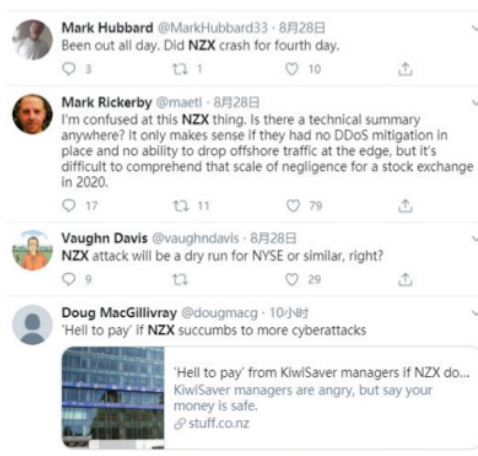 Mark Hubbard @MarkHubbard33 · 8月28日
Been out all day. Did NZX crash for fourth day.
3 1 10
Mark Rickerby @maetl · 8月28日
I'm confused at this NZX thing. Is there a technical summary
anywhere? It only makes sense if they had no DDoS mitigation in
place and no ability to drop offshore traffic at the edge, but it's
difficult to comprehend that scale of negligence for a stock exchange
in 2020.
17 11 79
Vaughn Davis @vaughndavis · 8月28日
NZX attack will be a dry run for NYSE or similar, right?
9 29
Doug MacGillivray @dougmacg · 10小时
'Hell to pay' if NZX succumbs to more cyberattacks
'Hell to pay' from KiwiSaver managers if NZX do...
KiwiSaver managers are angry, but say your
money is safe.
stuff.co.nz